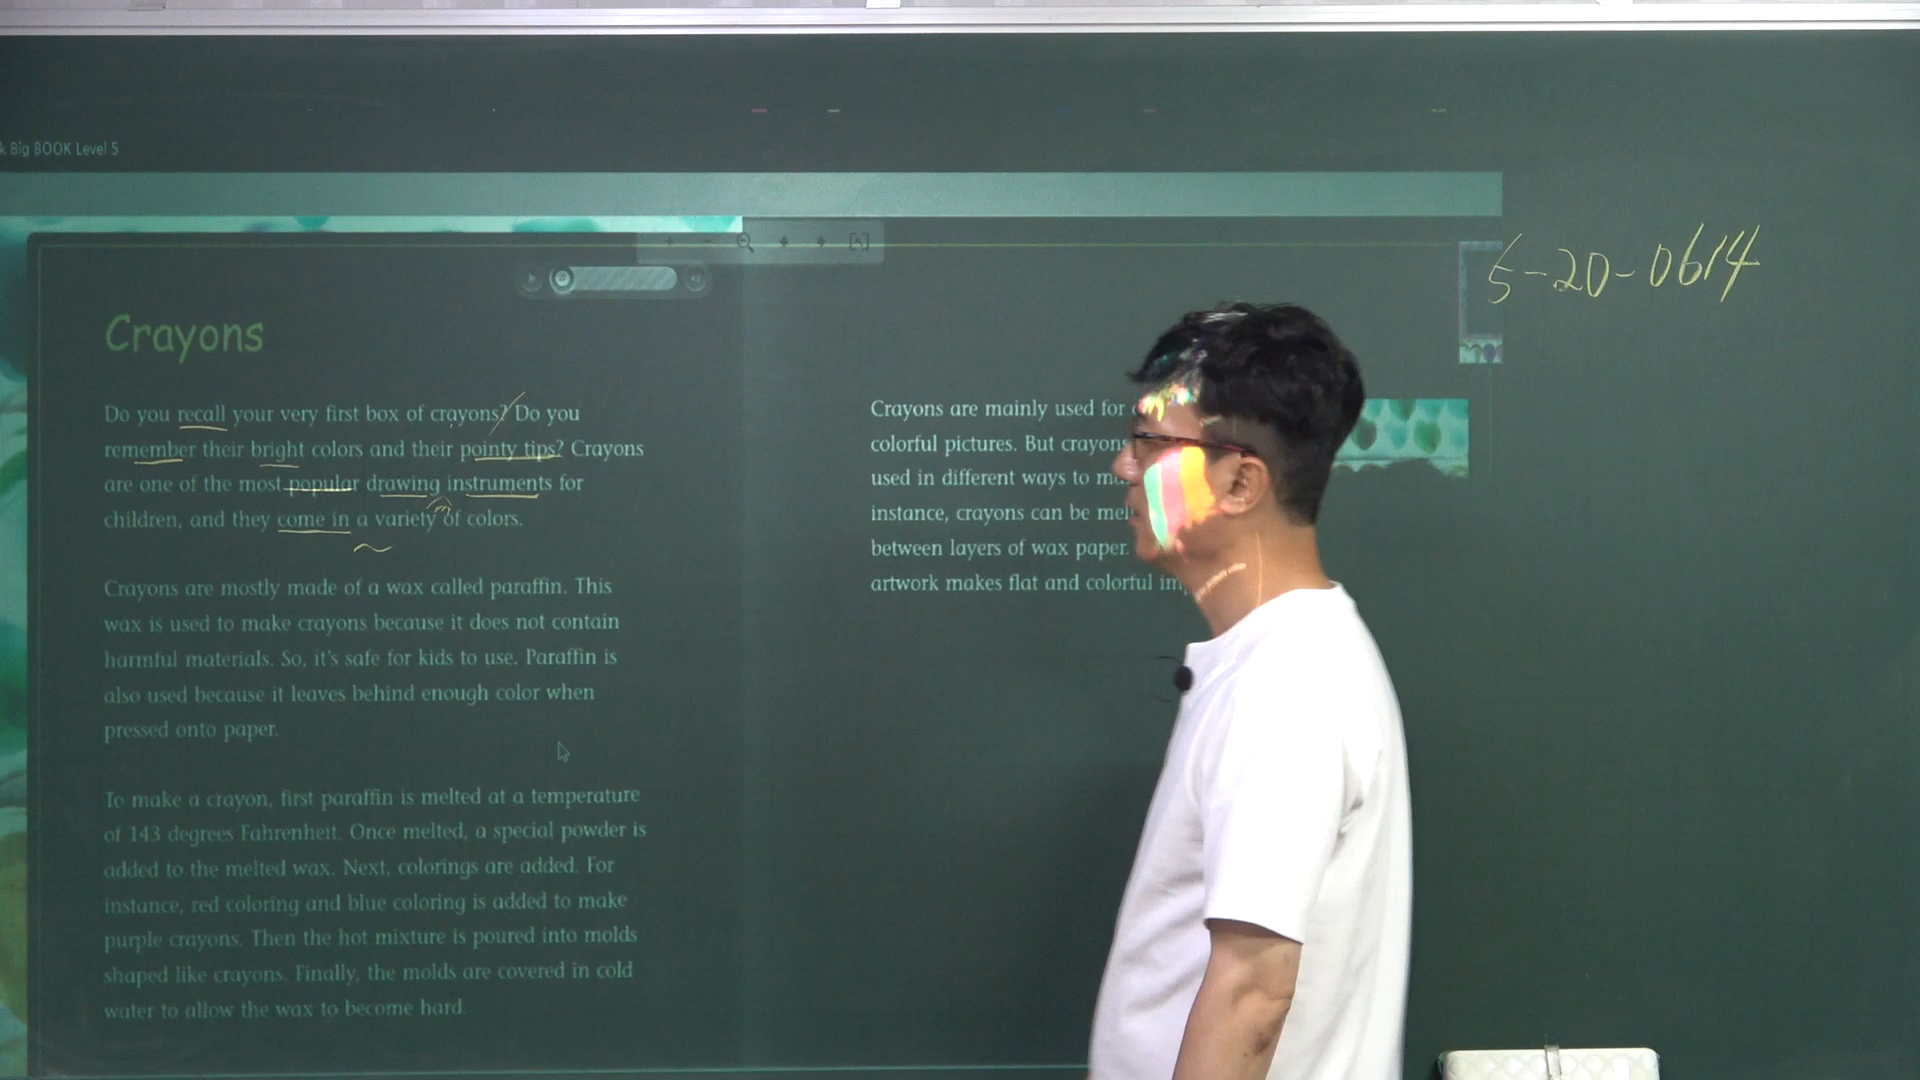 k Big BOOK Level 5
5-20-0614
Crayons
Do you recall your very first box of crayons? Do you
remember their bright colors and their pointy tips? Crayons
are one of the most popular drawing instruments for
children, and they come in a variety of colors.
Crayons are mostly made of a wax called paraffin. This
wax is used to make crayons because it does not contain
harmful materials. So, it's safe for kids to use. Paraffin is
also used because it leaves behind enough color when
pressed onto paper.
To make a crayon, first paraffin is melted at a temperature
of 143 degrees Fahrenheit. Once melted, a special powder is
added to the melted wax. Next, colorings are added. For
instance, red coloring and blue coloring is added to make
purple crayons. Then the hot mixture is poured into molds
shaped like crayons. Finally, the molds are covered in cold
water to allow the wax to become hard.
Crayons are mainly used for
colorful pictures. But crayons
used in different ways to
instance, crayons can be
between layers of wax paper.
artwork makes flat and colorful